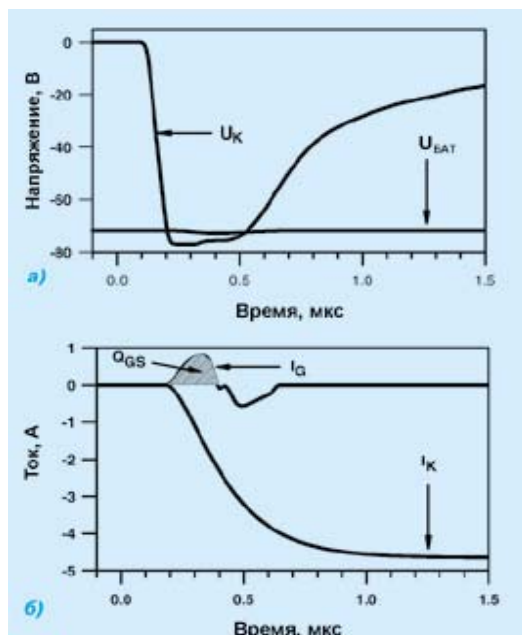 0
-20
-40
-60
-80
Напряжение, В
U К
U БАТ
0.0
0.5
1.0
1.5
а)
Время, мкс
1
0
-1
-2
-3
-4
-5
Ток, А
Q GS
I G
I К
0.0
0.5
1.0
1.5
б)
Время, мкс